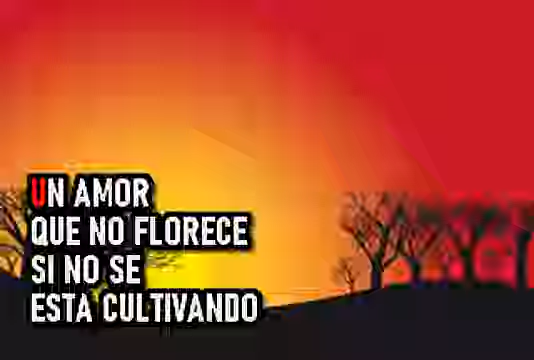 UN AMOR
QUE NO FLORECE
SI NO SE
ESTA CULTIVANDO